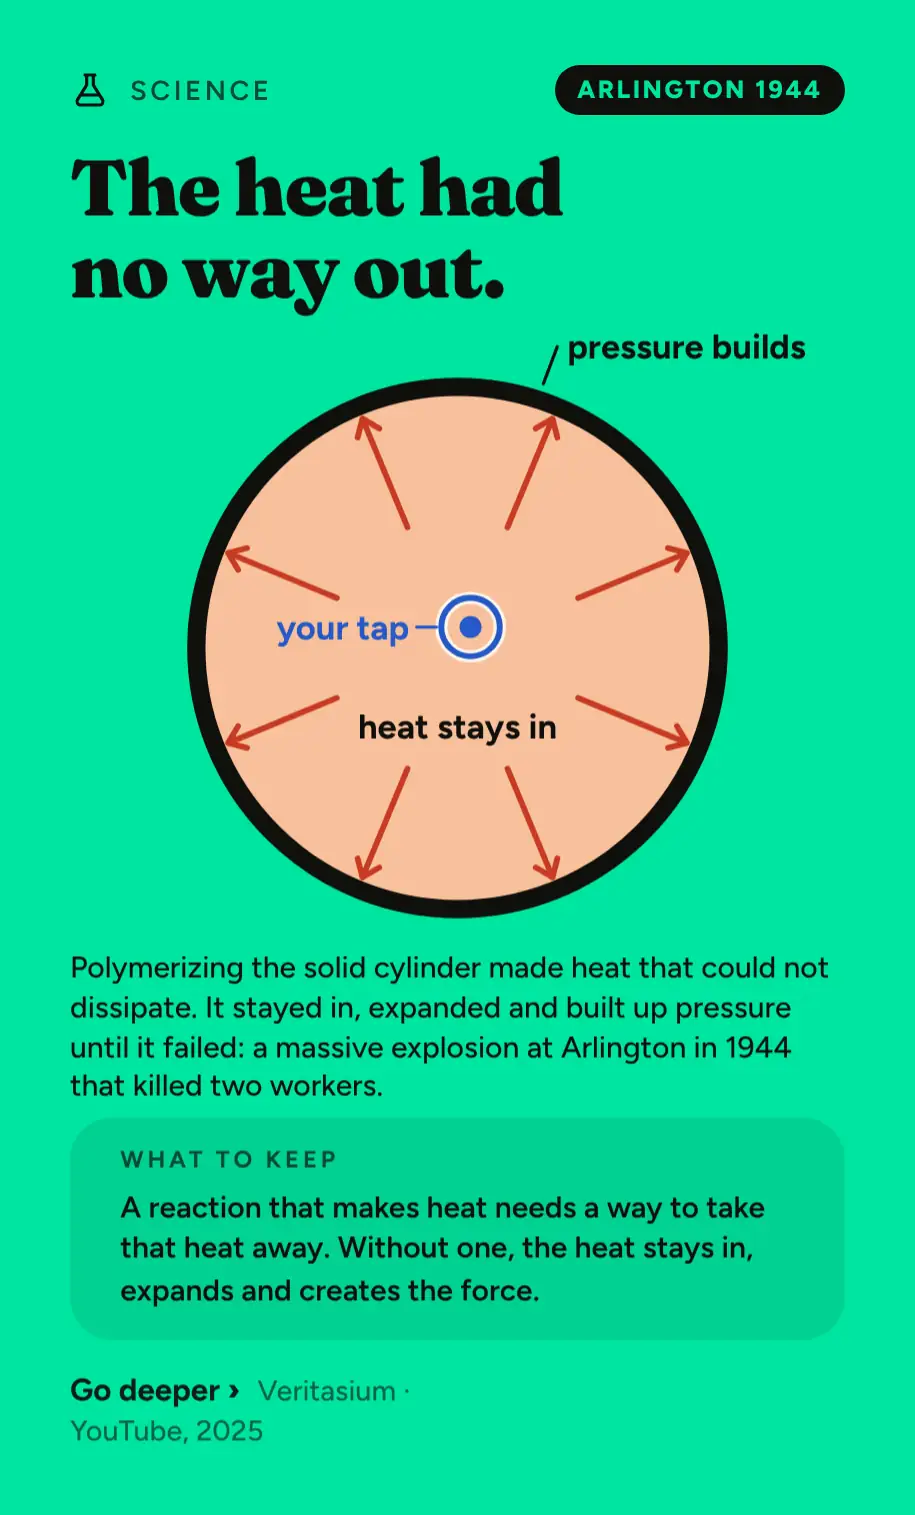 SCIENCE
ARLINGTON 1944
The heat had
no way out.
pressure builds
your tap
heat stays in
Polymerizing the solid cylinder made heat that could not
dissipate. It stayed in, expanded and built up pressure
until it failed: a massive explosion at Arlington in 1944
that killed two workers.
WHAT TO KEEP
A reaction that makes heat needs a way to take
that heat away. Without one, the heat stays in,
expands and creates the force.
Go deeper › Veritasium ·
YouTube, 2025